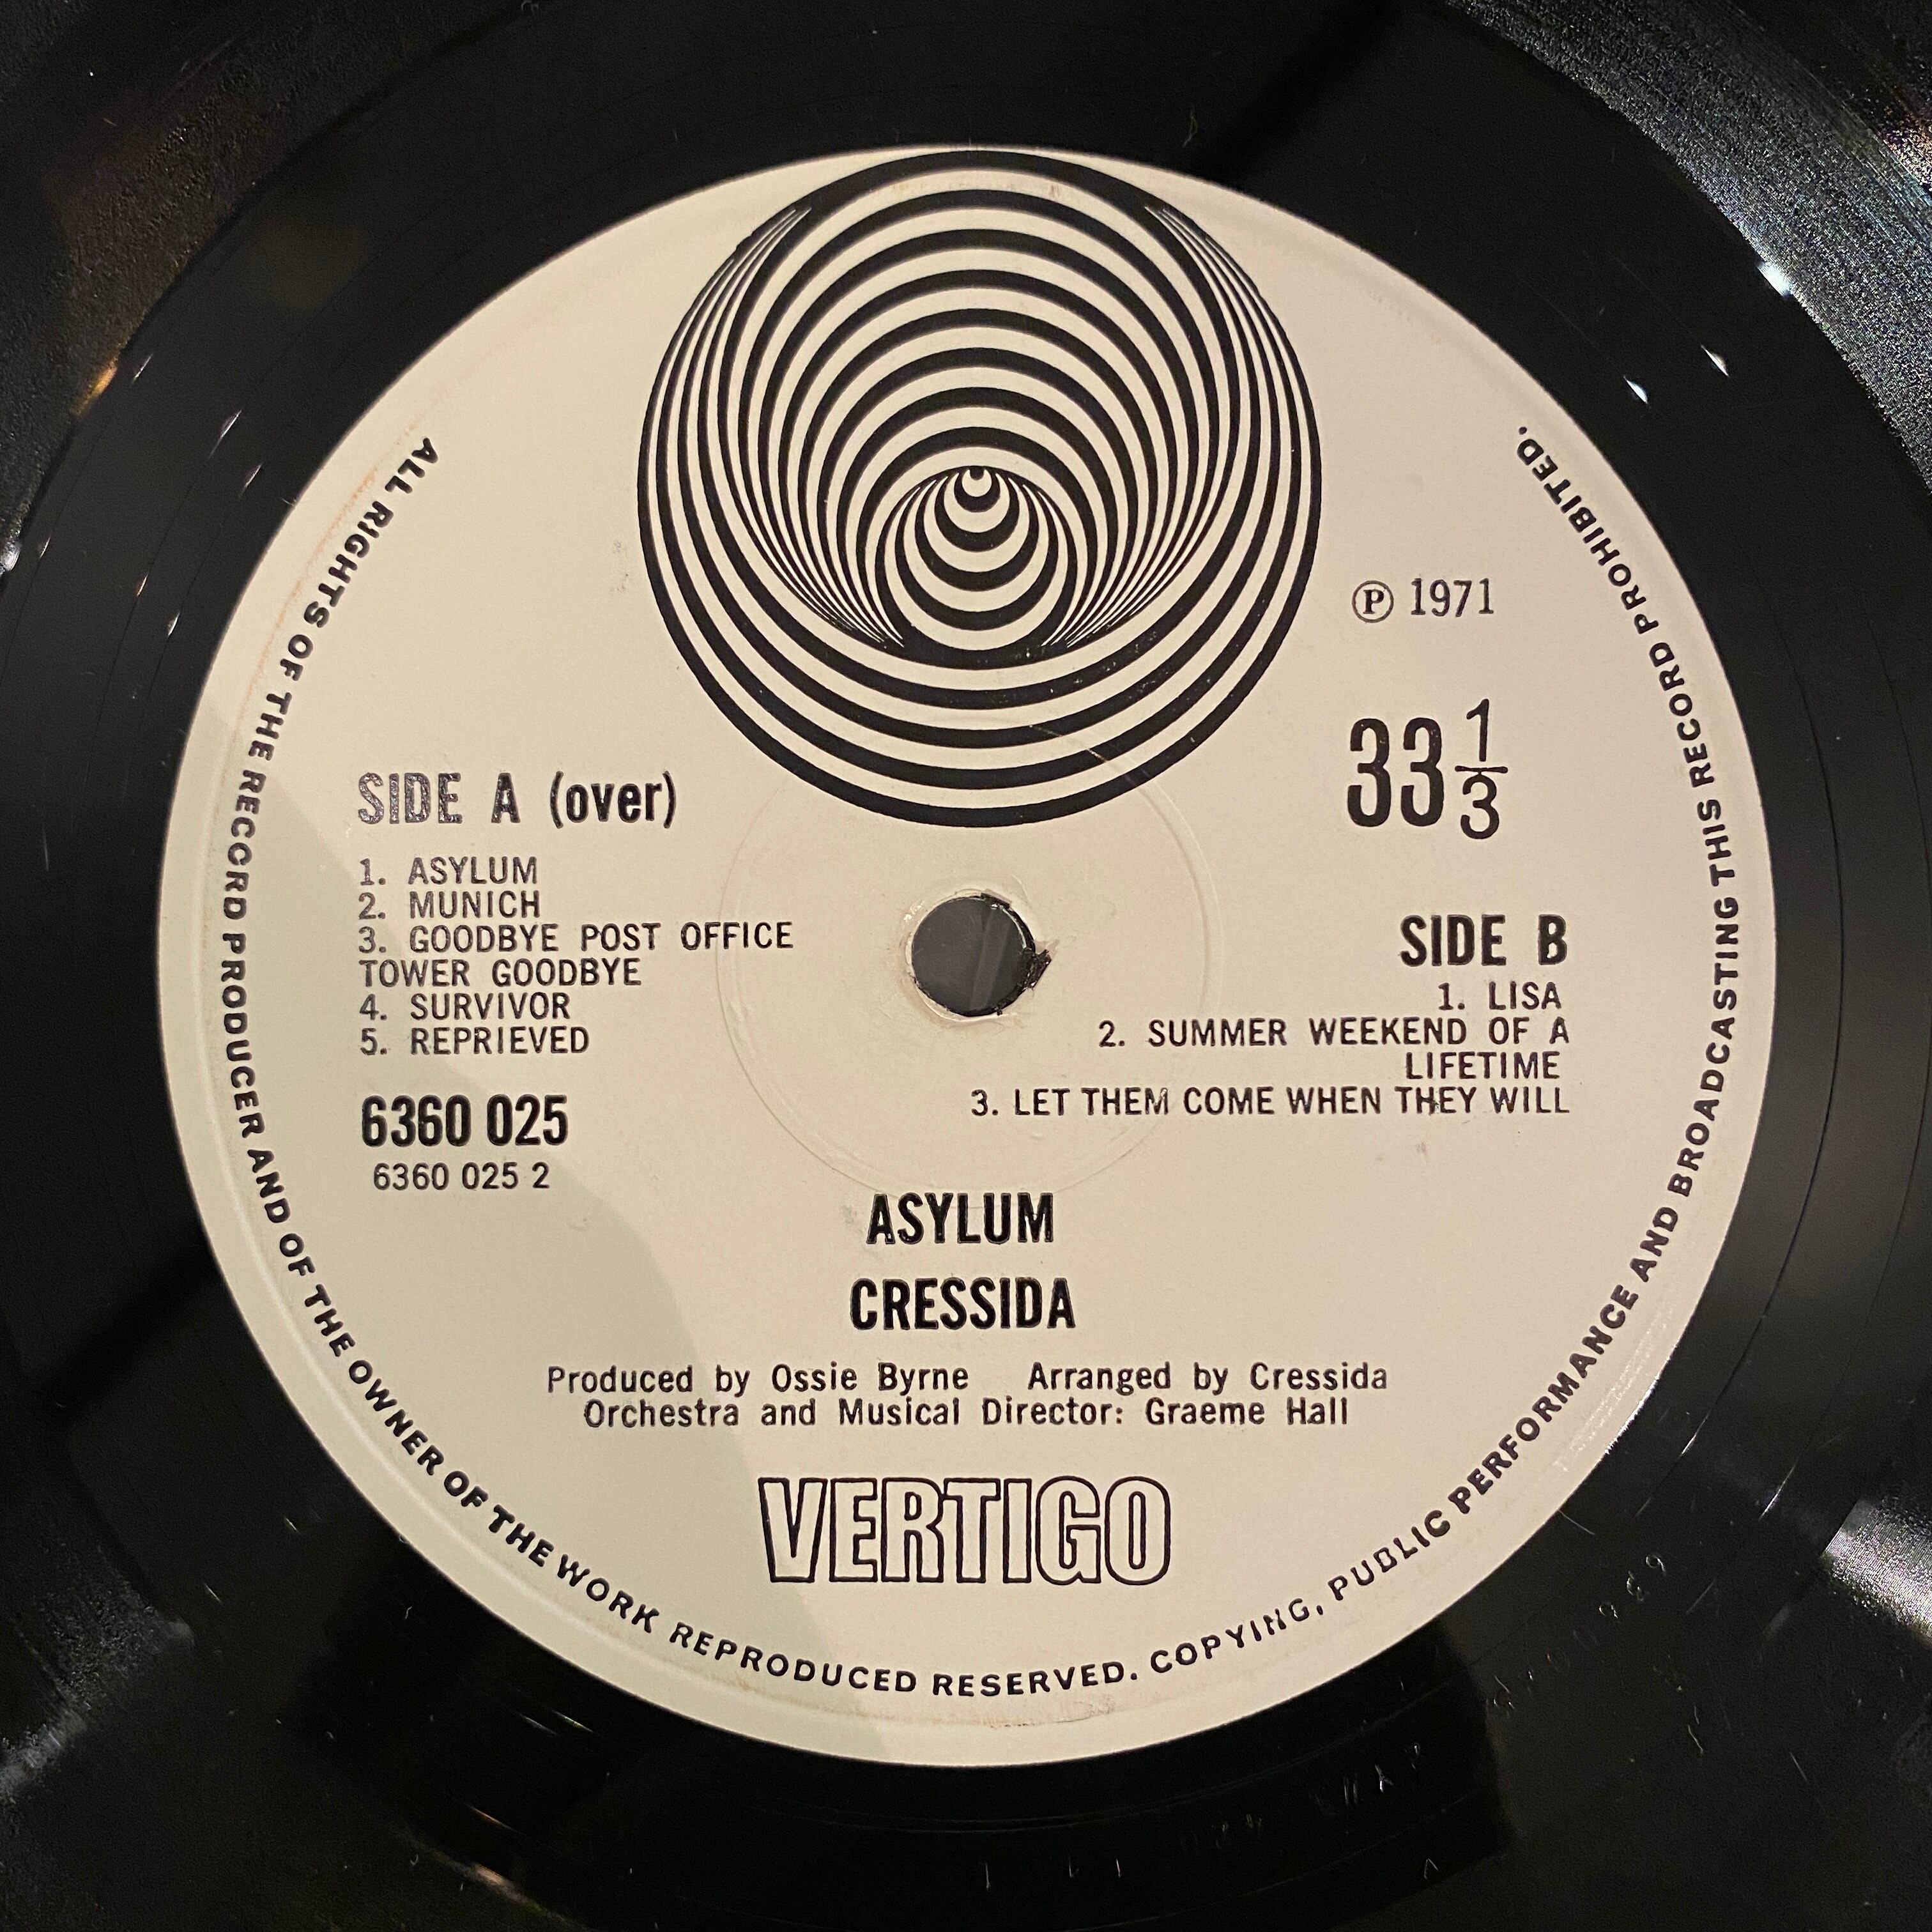 ALL RIGHTS OF THE RECORD PRODUCER AND OF THE OWNER OF THE WORK REPRODUCED RESERVED. COPYING, PUBLIC PERFORMANCE AND BROADCASTING THIS RECORD PROHIBITED.
℗ 1971
33 1/3
SIDE A (over)
1. ASYLUM
2. MUNICH
3. GOODBYE POST OFFICE
TOWER GOODBYE
4. SURVIVOR
5. REPRIEVED
6360 025
6360 025 2
SIDE B
1. LISA
2. SUMMER WEEKEND OF A
LIFETIME
3. LET THEM COME WHEN THEY WILL
ASYLUM
CRESSIDA
Produced by Ossie Byrne Arranged by Cressida
Orchestra and Musical Director: Graeme Hall
VERTIGO